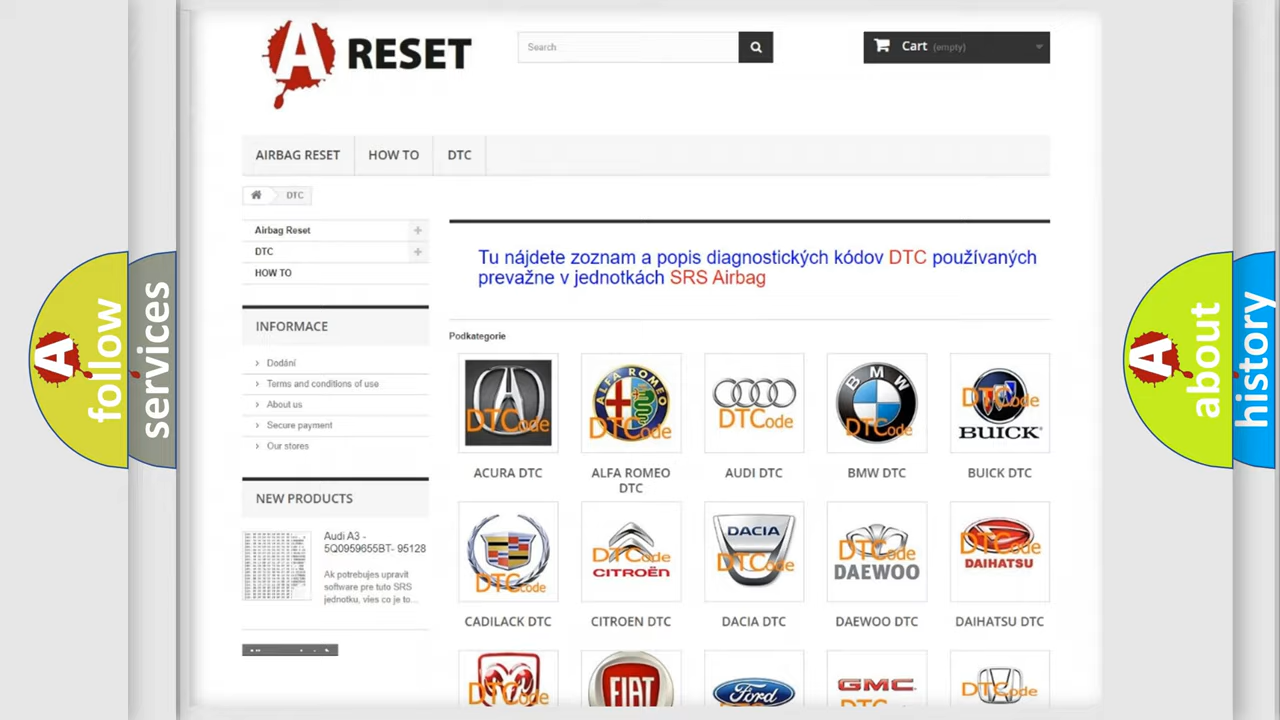 A RESET
Search
Cart (empty)
AIRBAG RESET
HOW TO
DTC
DTC
Airbag Reset
DTC
HOW TO
Tu nájdete zoznam a popis diagnostických kódov DTC používaných
prevažne v jednotkách SRS Airbag
INFORMACE
Dodání
Terms and conditions of use
About us
Secure payment
Our stores
NEW PRODUCTS
Audi A3 -
5Q0959655BT- 95128
Ak potrebujes upravit
software pre tuto SRS
jednotku, vies co je to...
Podkategorie
DTCode
ALFA ROMEO
DTCode
DTCode
BMW
DTCode
DTCode
BUICK
ACURA DTC
ALFA ROMEO
DTC
AUDI DTC
BMW DTC
BUICK DTC
DTCode
DTCode
CITROËN
DACIA
DTCode
DTCode
DAEWOO
DTCode
DAIHATSU
CADILACK DTC
CITROEN DTC
DACIA DTC
DAEWOO DTC
DAIHATSU DTC
DTCode
FIAT
Ford
GMC
DTCode
A follow
services
A about
history